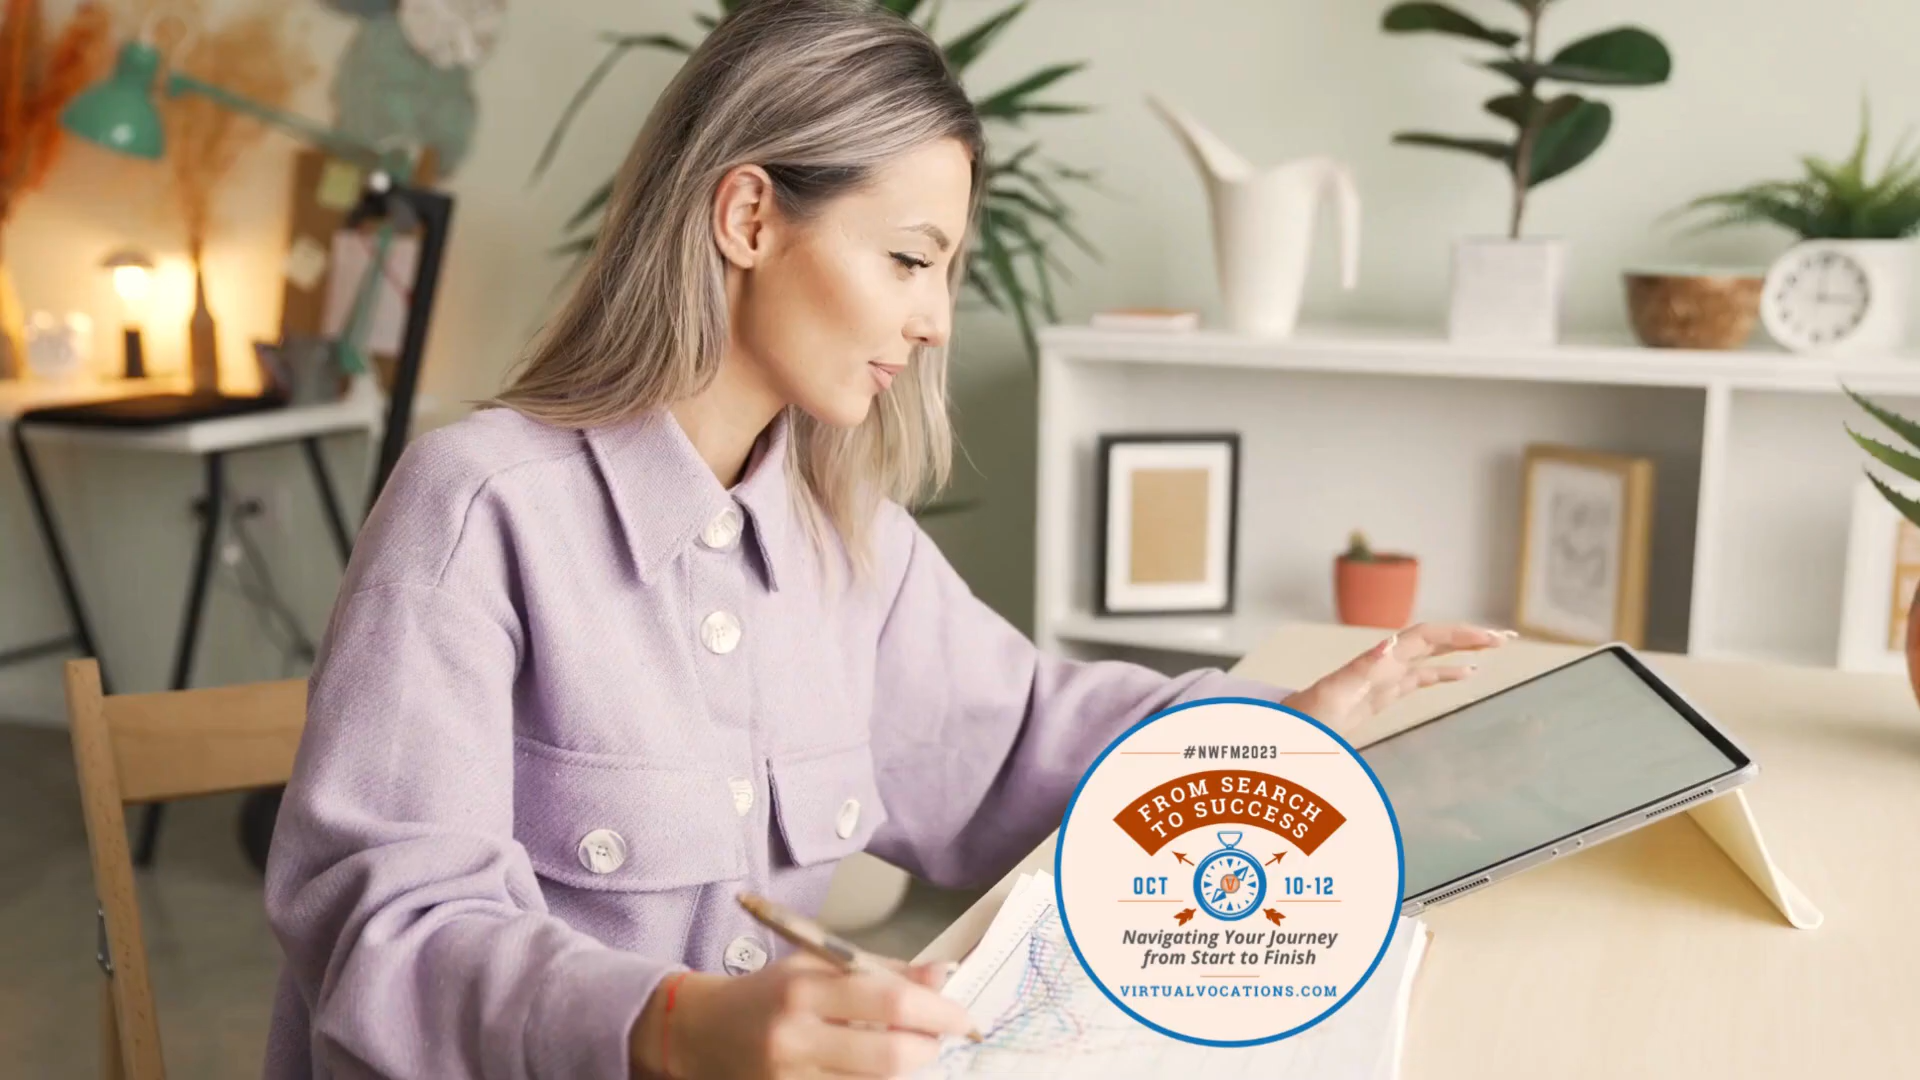 #NWFM2023
FROM SEARCH
TO SUCCESS
OCT 10-12
V
Navigating Your Journey
from Start to Finish
VIRTUALVOCATIONS.COM